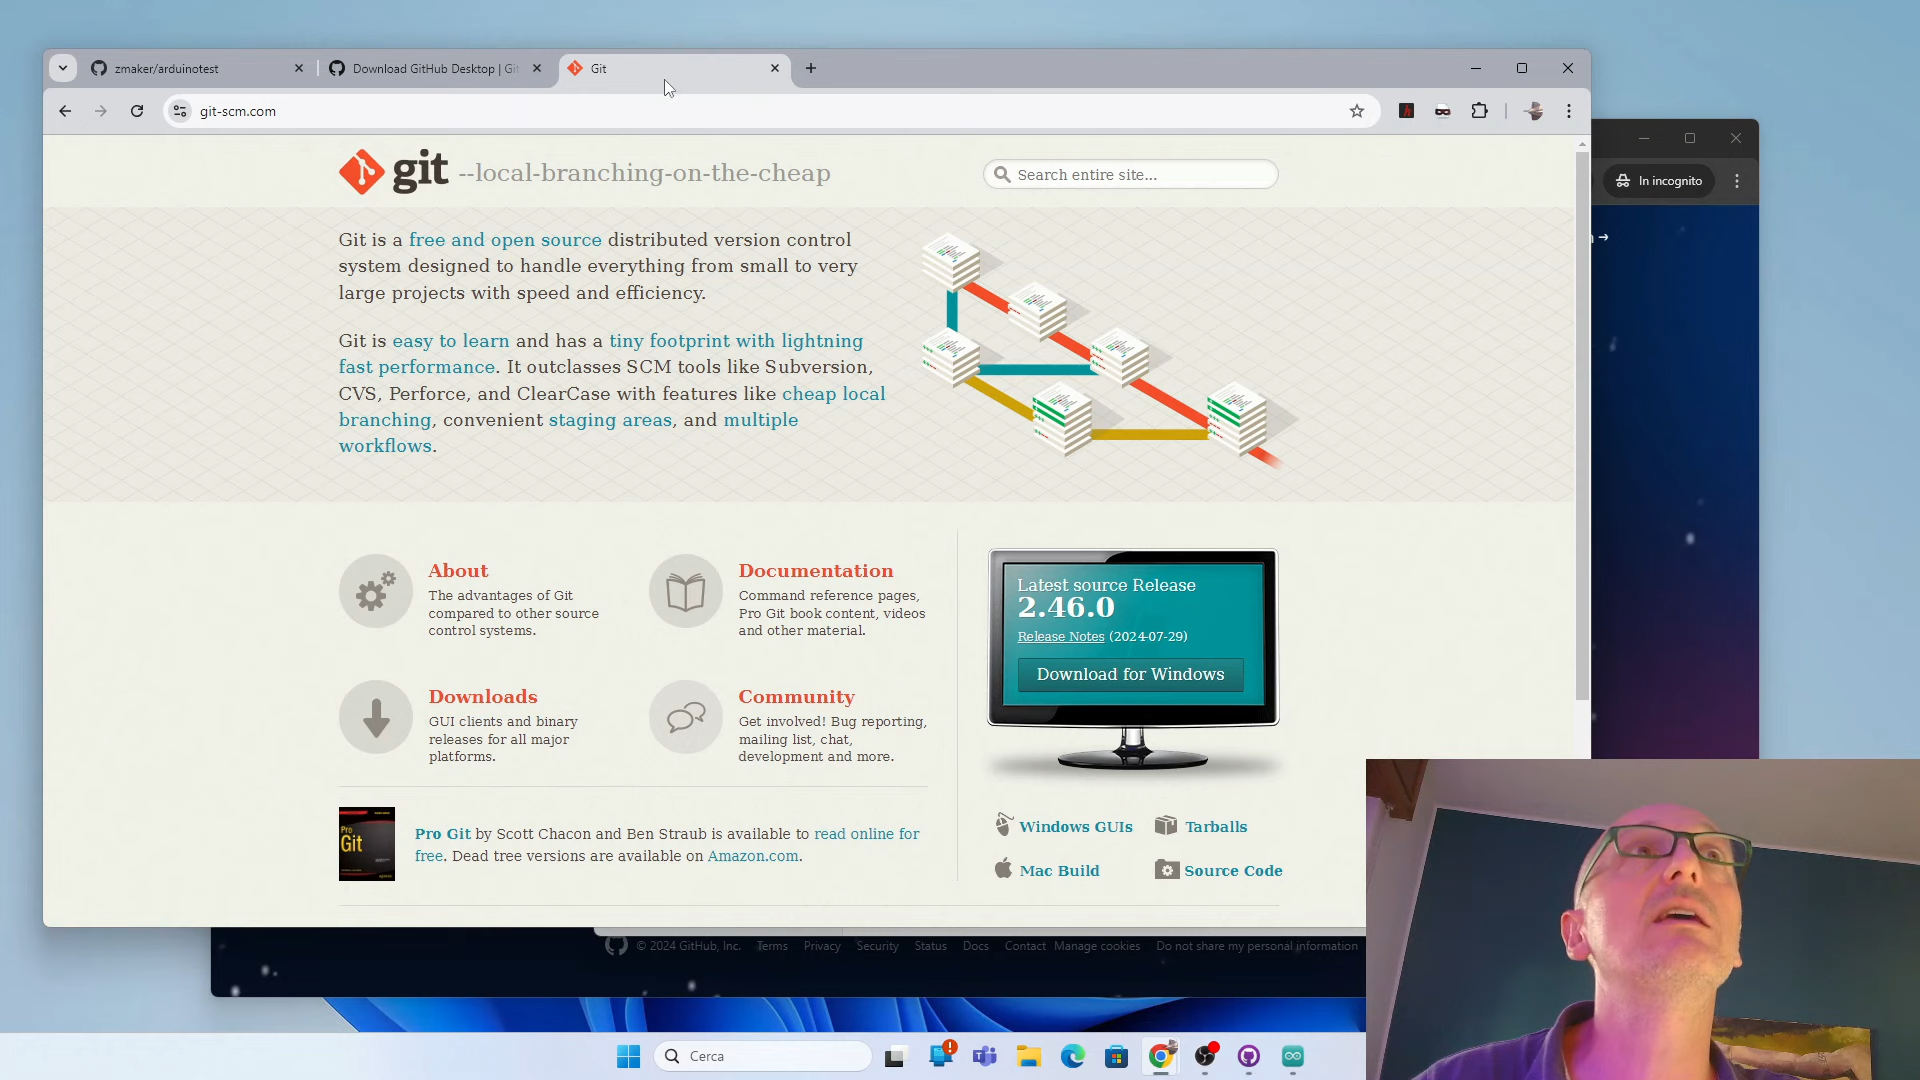 zmaker/arduinotest
Download GitHub Desktop | Git
Git
git-scm.com
In incognito
git --local-branching-on-the-cheap
Search entire site...
Git is a free and open source distributed version control
system designed to handle everything from small to very
large projects with speed and efficiency.
Git is easy to learn and has a tiny footprint with lightning
fast performance. It outclasses SCM tools like Subversion,
CVS, Perforce, and ClearCase with features like cheap local
branching, convenient staging areas, and multiple
workflows.
About
The advantages of Git
compared to other source
control systems.
Documentation
Command reference pages,
Pro Git book content, videos
and other material.
Downloads
GUI clients and binary
releases for all major
platforms.
Community
Get involved! Bug reporting,
mailing list, chat,
development and more.
Latest source Release
2.46.0
Release Notes (2024-07-29)
Download for Windows
Windows GUIs
Tarballs
Mac Build
Source Code
Pro
Git
Pro Git by Scott Chacon and Ben Straub is available to read online for
free. Dead tree versions are available on Amazon.com.
© 2024 GitHub, Inc. Terms Privacy Security Status Docs Contact Manage cookies Do not share my personal information
Cerca